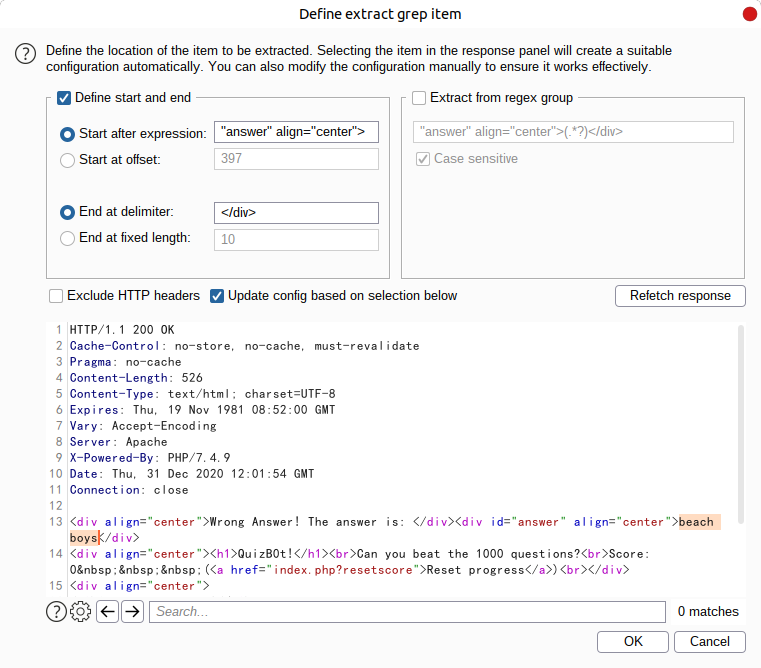 Define extract grep item
Define the location of the item to be extracted. Selecting the item in the response panel will create a suitable
configuration automatically. You can also modify the configuration manually to ensure it works effectively.
Define start and end
Start after expression: "answer" align="center">
Start at offset: 397
End at delimiter: </div>
End at fixed length: 10
Extract from regex group
"answer" align="center">(.*?)</div>
Case sensitive
Exclude HTTP headers Update config based on selection below Refetch response
1 HTTP/1.1 200 OK
2 Cache-Control: no-store, no-cache, must-revalidate
3 Pragma: no-cache
4 Content-Length: 526
5 Content-Type: text/html; charset=UTF-8
6 Expires: Thu, 19 Nov 1981 08:52:00 GMT
7 Vary: Accept-Encoding
8 Server: Apache
9 X-Powered-By: PHP/7.4.9
10 Date: Thu, 31 Dec 2020 12:01:54 GMT
11 Connection: close
12
13 <div align="center">Wrong Answer! The answer is: </div><div id="answer" align="center">beach
boys</div>
14 <div align="center"><h1>QuizB0t!</h1><br>Can you beat the 1000 questions?<br>Score:
0&nbsp;&nbsp;&nbsp;(<a href="index.php?resetscore">Reset progress</a>)<br></div>
15 <div align="center">
? Search... 0 matches
OK Cancel